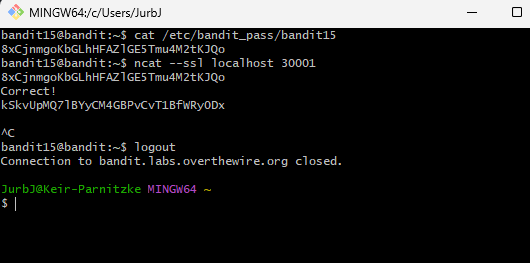 MINGW64:/c/Users/JurbJ
bandit15@bandit:~$ cat /etc/bandit_pass/bandit15
8xCjnmgoKbGLhHFAZlGE5Tmu4M2tKJQo
bandit15@bandit:~$ ncat --ssl localhost 30001
8xCjnmgoKbGLhHFAZlGE5Tmu4M2tKJQo
Correct!
kSkvUpMQ7lBYyCM4GBPvCvT1BfWRy0Dx
^C
bandit15@bandit:~$ logout
Connection to bandit.labs.overthewire.org closed.
JurbJ@Keir-Parnitzke MINGW64 ~
$